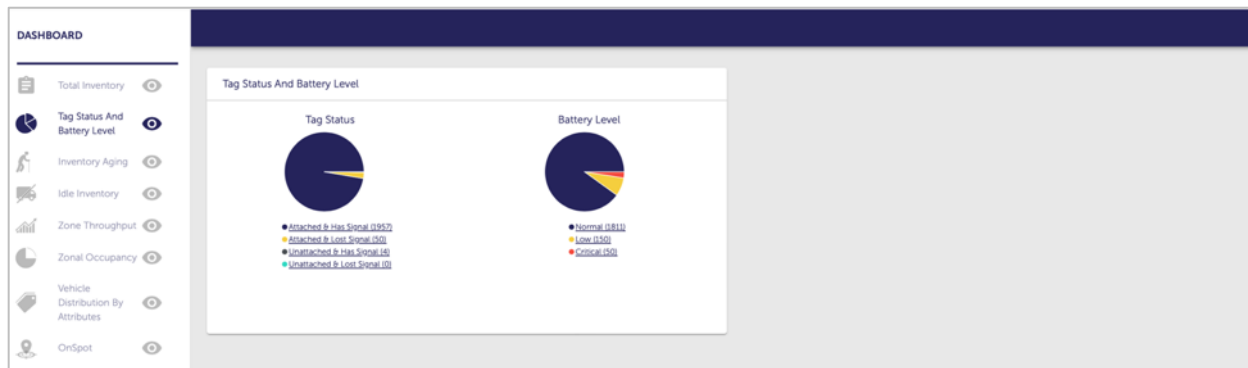 DASHBOARD
Total Inventory
Tag Status And
Battery Level
Inventory Aging
Idle Inventory
Zone Throughput
Zonal Occupancy
Vehicle
Distribution By
Attributes
OnSpot
Tag Status And Battery Level
Tag Status
Attached & Has Signal (1957)
Attached & Lost Signal (50)
Unattached & Has Signal (4)
Unattached & Lost Signal (0)
Battery Level
Normal (1811)
Low (150)
Critical (50)